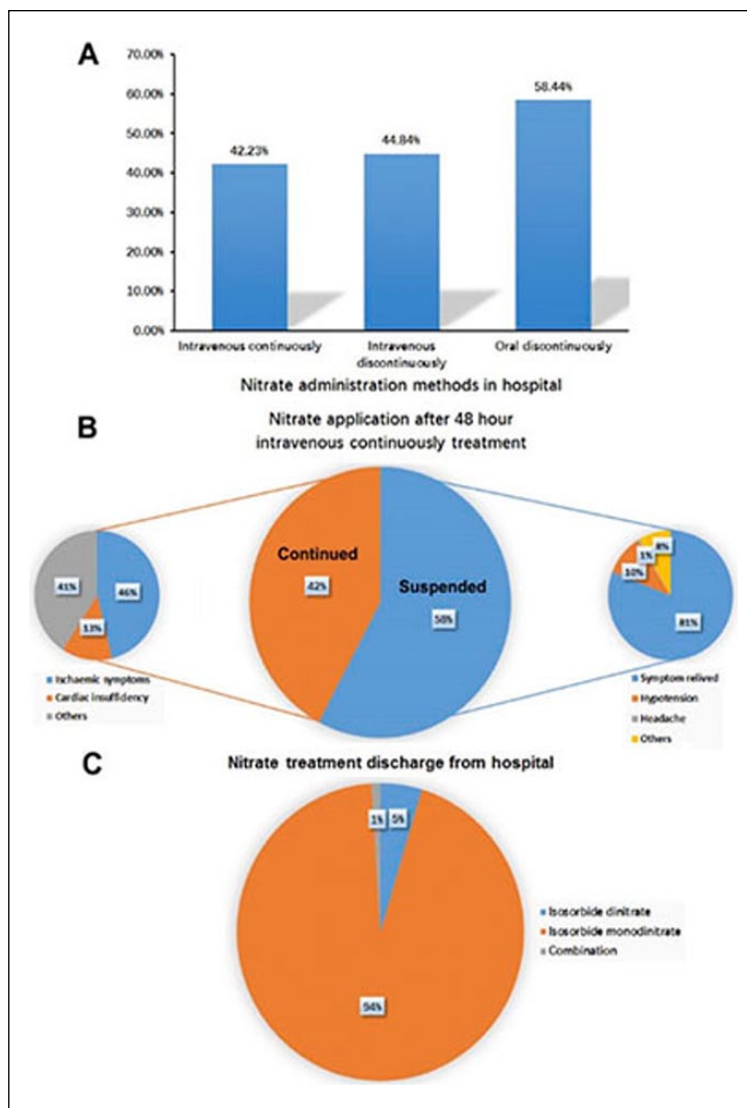 A
70.00%
60.00%
50.00%
40.00%
30.00%
20.00%
10.00%
0.00%
42.23%
44.84%
58.44%
Intravenous continuously
Intravenous
discontinuously
Oral discontinuously
Nitrate administration methods in hospital
B
Nitrate application after 48 hour
intravenous continuously treatment
Continued
42%
Suspended
58%
41%
46%
13%
Ischaemic symptoms
Cardiac insuffidency
Others
8%
1%
10%
81%
Symptom relived
Hypotension
Headache
Others
C
Nitrate treatment discharge from hospital
1%
5%
94%
Isosorbide dinitrate
Isosorbide monodinitrate
Combination